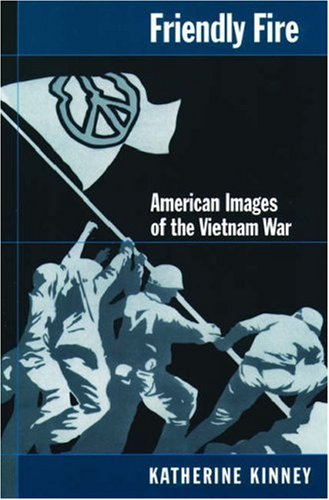 Friendly Fire
American Images
of the Vietnam War
KATHERINE KINNEY